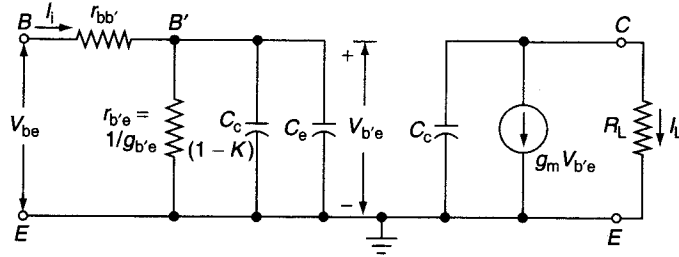 B
I_i
r_bb'
B'
C
V_be
r_b'e =
1/g_b'e
C_c
(1 – K)
C_e
+
V_b'e
–
C_c
g_m V_b'e
R_L
I_L
E
E